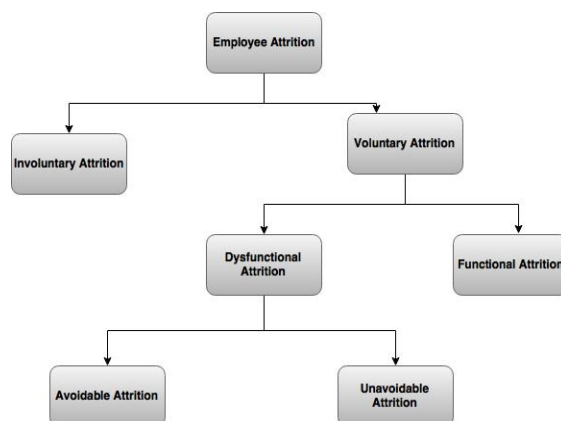 Employee Attrition
Involuntary Attrition
Voluntary Attrition
Dysfunctional
Attrition
Functional Attrition
Avoidable Attrition
Unavoidable
Attrition